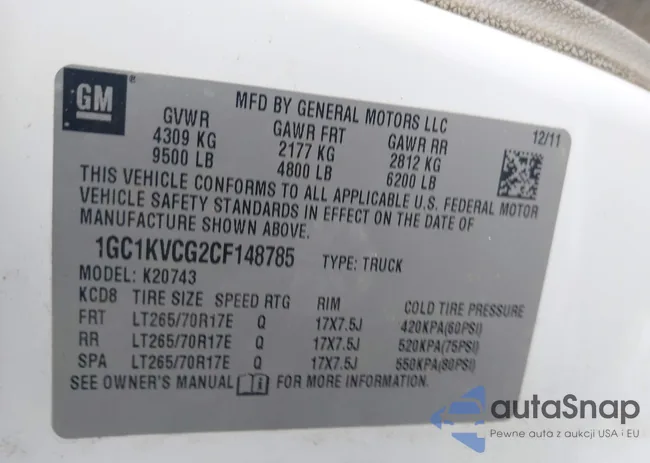 GM
®
MFD BY GENERAL MOTORS LLC
12/11
GVWR GAWR FRT GAWR RR
4309 KG 2177 KG 2812 KG
9500 LB 4800 LB 6200 LB
THIS VEHICLE CONFORMS TO ALL APPLICABLE U.S. FEDERAL MOTOR
VEHICLE SAFETY STANDARDS IN EFFECT ON THE DATE OF
MANUFACTURE SHOWN ABOVE.
1GC1KVCG2CF148785 TYPE: TRUCK
MODEL: K20743
KCD8 TIRE SIZE SPEED RTG RIM COLD TIRE PRESSURE
FRT LT265/70R17E Q 17X7.5J 420KPA(60PSI)
RR LT265/70R17E Q 17X7.5J 520KPA(75PSI)
SPA LT265/70R17E Q 17X7.5J 550KPA(80PSI)
SEE OWNER'S MANUAL FOR MORE INFORMATION.
autaSnap
Pewne auta z aukcji USA i EU